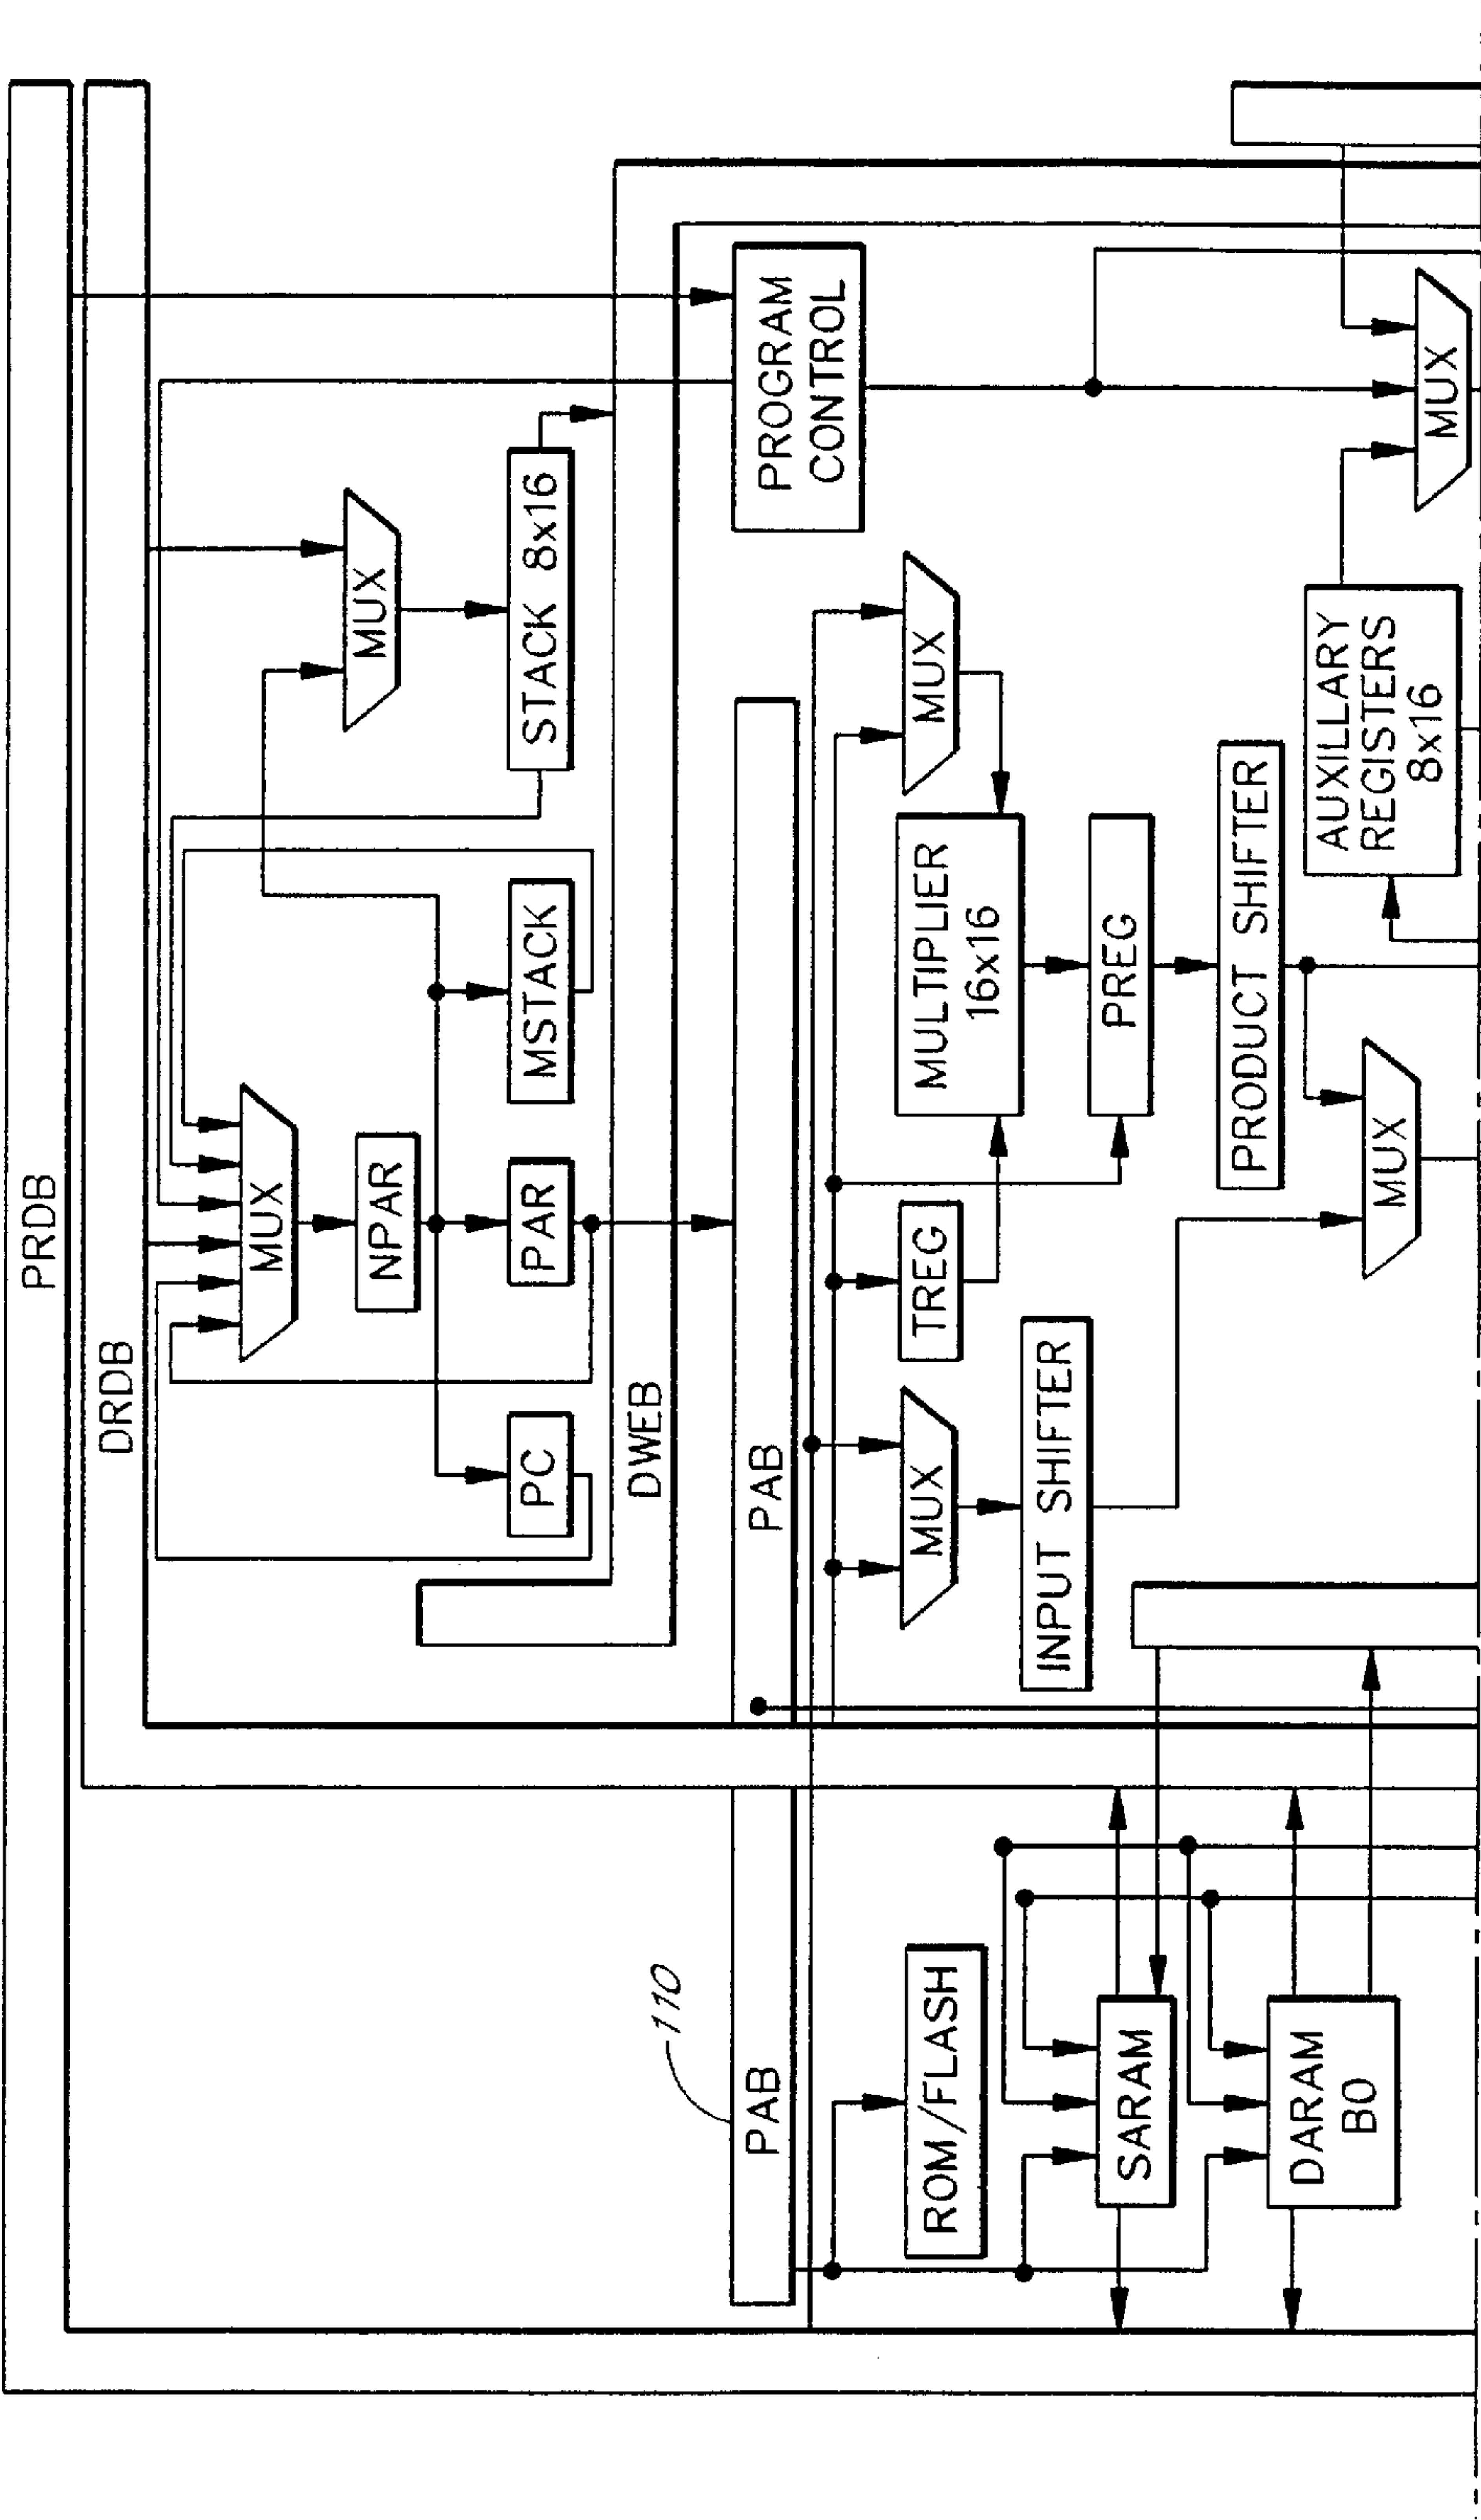 PRDB
DRDB
MUX
MUX
NPAR
PC
PAR
MSTACK
STACK 8x16
DWEB
110
PAB
PAB
PROGRAM
CONTROL
ROM/FLASH
MUX
TREG
MULTIPLIER
16x16
MUX
INPUT SHIFTER
PREG
SARAM
PRODUCT SHIFTER
DARAM
B0
MUX
AUXILLARY
REGISTERS
8x16
MUX